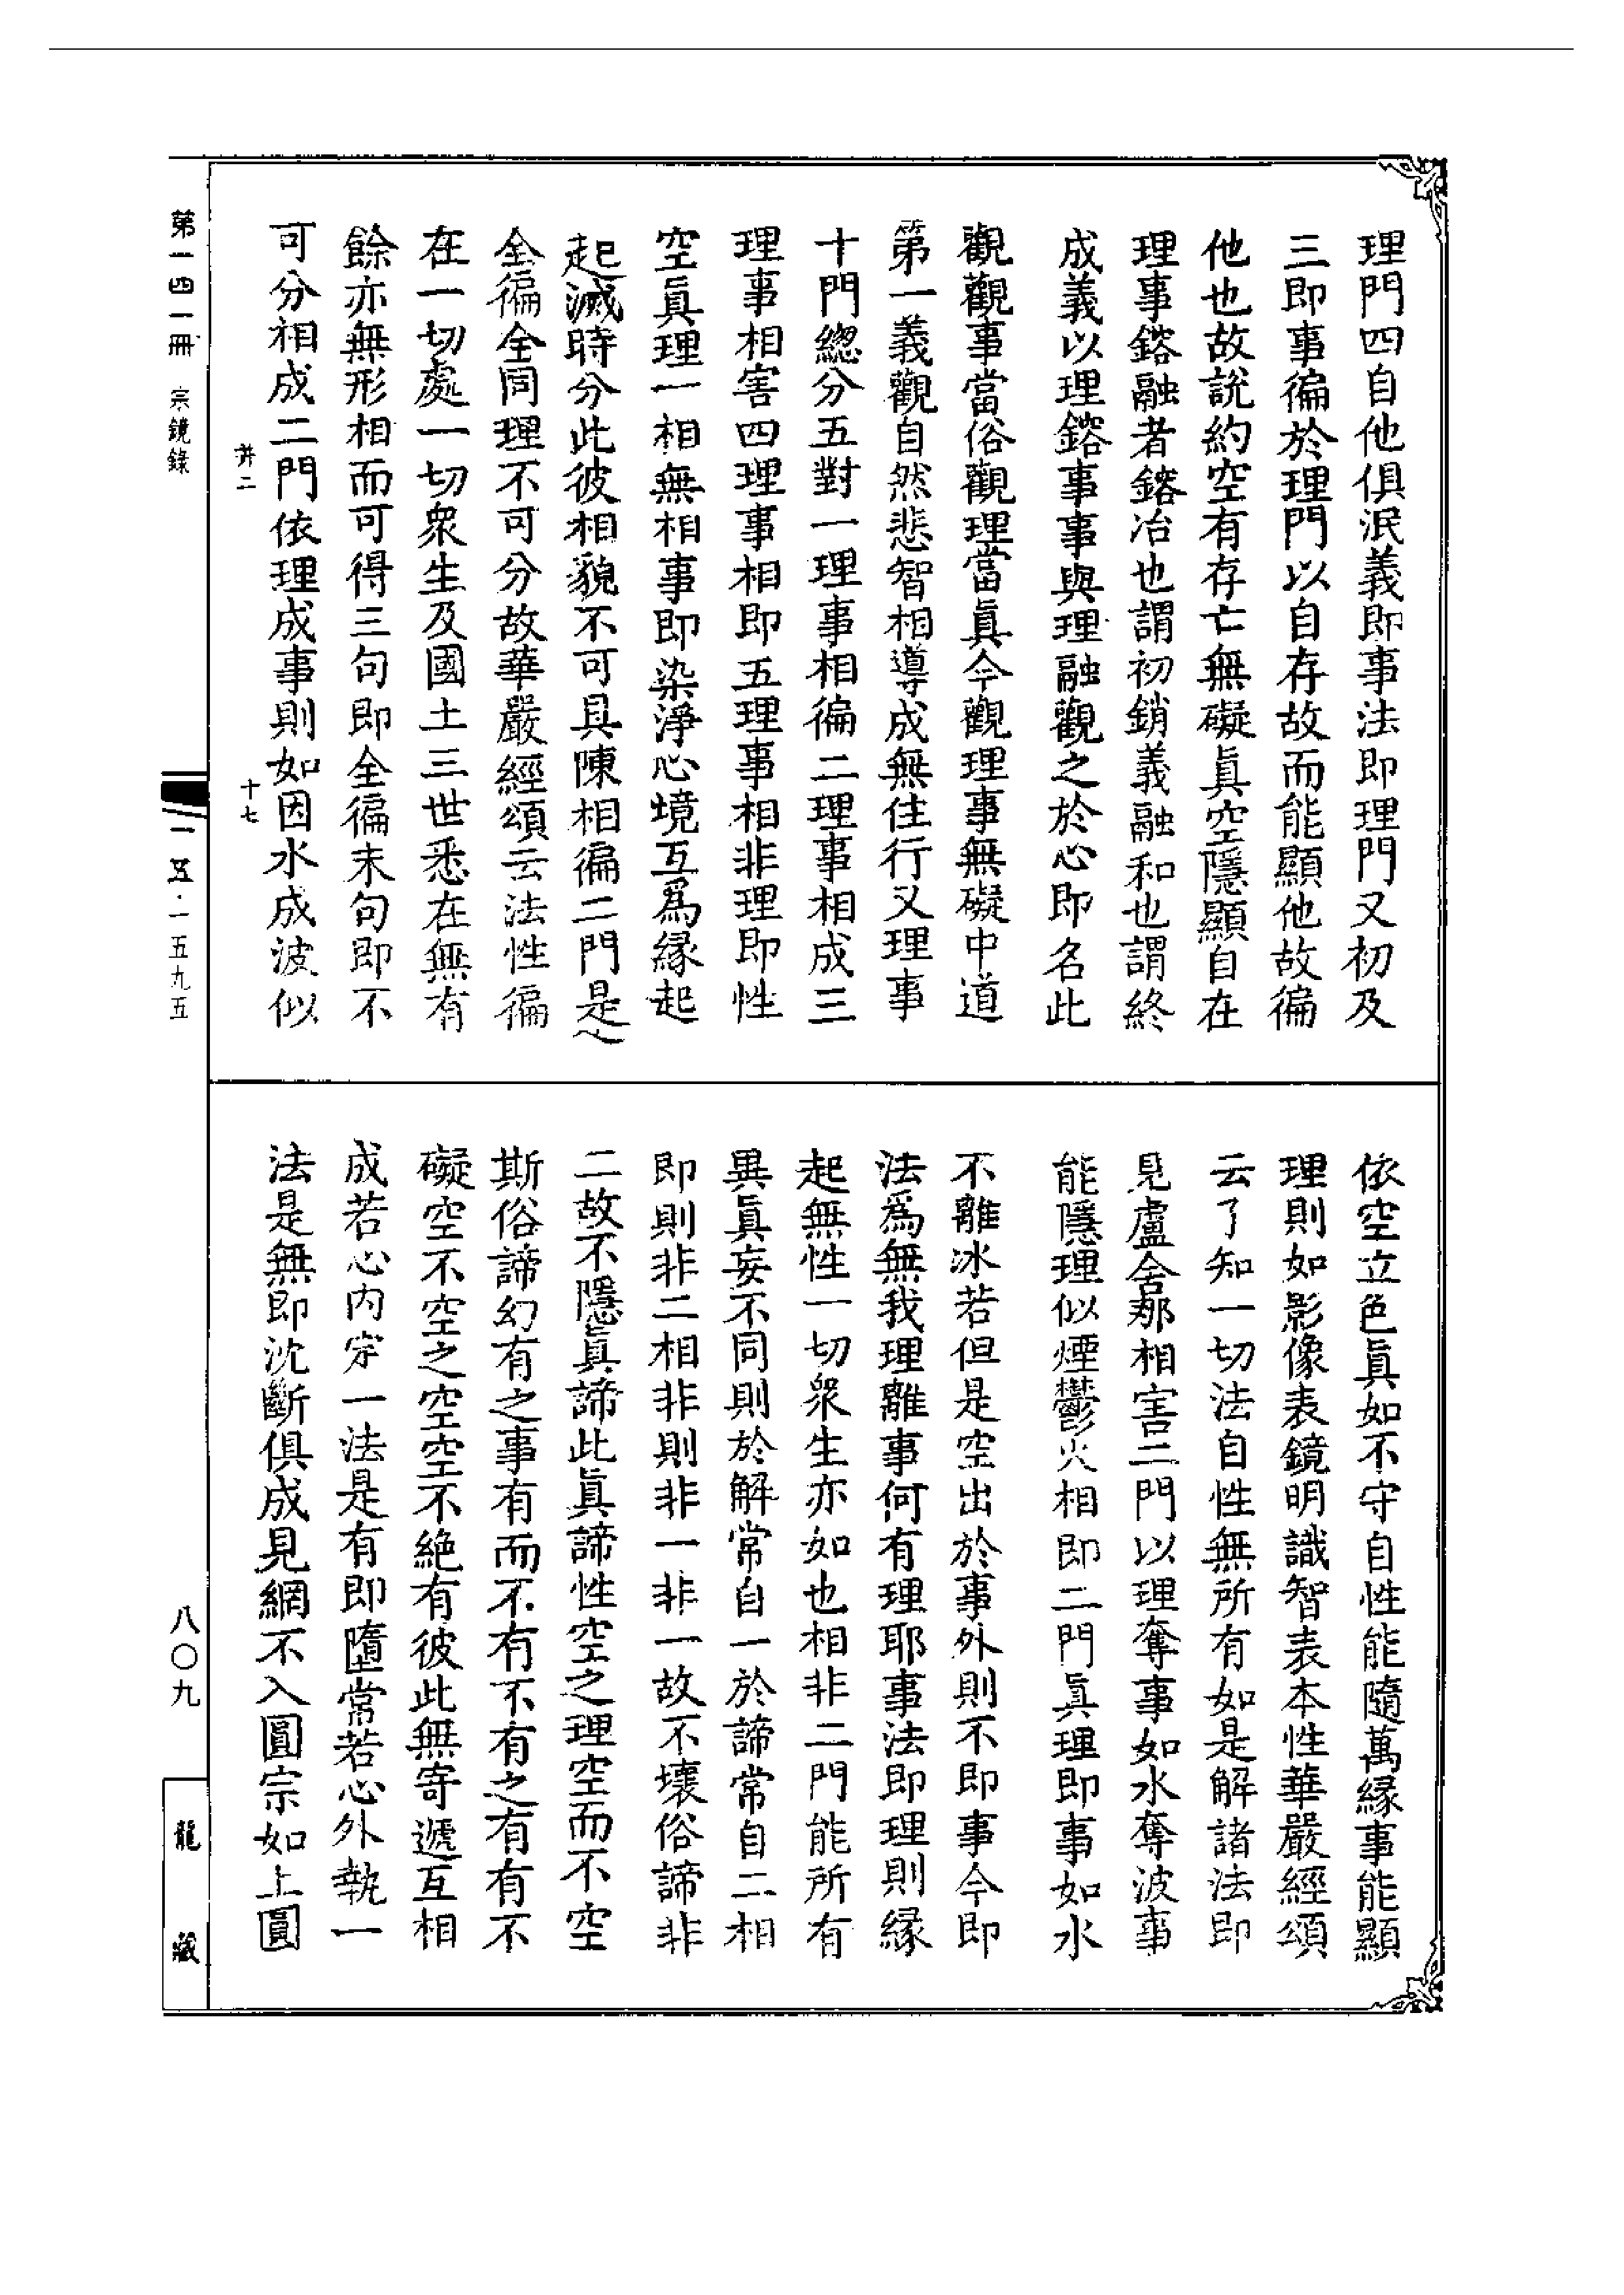 理門四自他俱泯義即事法即理門又初及
三即事徧於理門以自存故而能顯他故徧
他也故說約空有存亡無礙真空隱顯自在
理事鎔融者鎔冶也謂初銷義融和也謂終
成義以理鎔事事與理融觀之於心即名此
觀觀事當俗觀理當真今觀理事無礙中道
第一義觀自然悲智相導成無住行又理事
十門緫分五對一理事相徧二理事相成三
理事相害四理事相即五理事相非理即性
空真理一相無相事即染淨心境互為緣起
起滅時分此彼相貌不可具陳相徧二門是
全徧全同理不可分故華嚴經頌云法性徧
在一切處一切眾生及國土三世悉在無有
餘亦無形相而可得三句即全徧末句即不
可分相成二門依理成事則如因水成波似
依空立色真如不守自性能隨萬緣事能顯
理則如影像表鏡明識智表本性華嚴經頌
云了知一切法自性無所有如是解諸法即
見盧舍那相害二門以理奪事如水奪波事
能隱理似煙鬱火相即二門真理即事如水
不離冰若但是空出於事外則不即事今即
法為無我理離事何有理耶事法即理則緣
起無性一切眾生亦如也相非二門能所有
異真妄不同則於解常自一於諦常自二相
即則非二相非則非一非一故不壞俗諦非
二故不隱真諦此真諦性空之理空而不空
斯俗諦幻有之事有而不有不有之有有不
礙空不空之空空不絕有彼此無寄遞互相
成若心內定一法是有即墮常若心外執一
法是無即沈斷俱成見網不入圓宗如上圓
第一四一冊 宗鏡錄
并二
十七
一五·一五九五
八〇九
龍藏